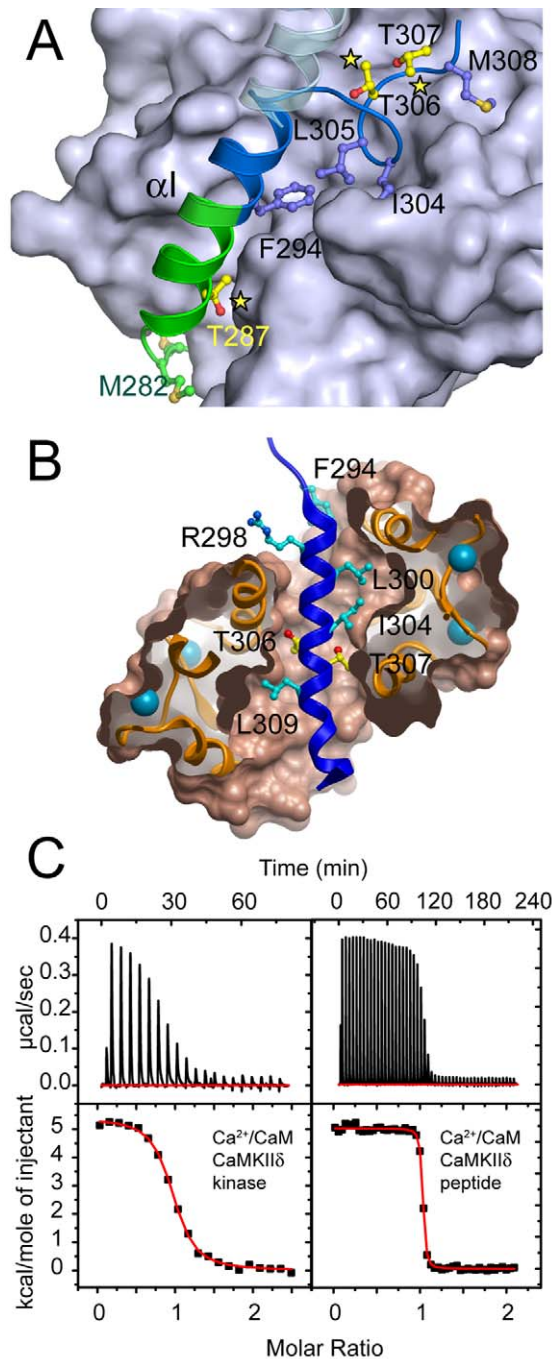 A
T307
M308
T306
L305
αI
I304
F294
T287
M282
B
F294
R298
L300
I304
T306
T307
L309
C
Time (min)
0 30 60 0 60 120 180 240
0.4
0.3
0.2
0.1
0.0
µcal/sec
5
4
3
2
1
0
kcal/mole of injectant
Ca²⁺/CaM
CaMKIIδ
kinase
Ca²⁺/CaM
CaMKIIδ
peptide
0 1 2 0 1 2
Molar Ratio